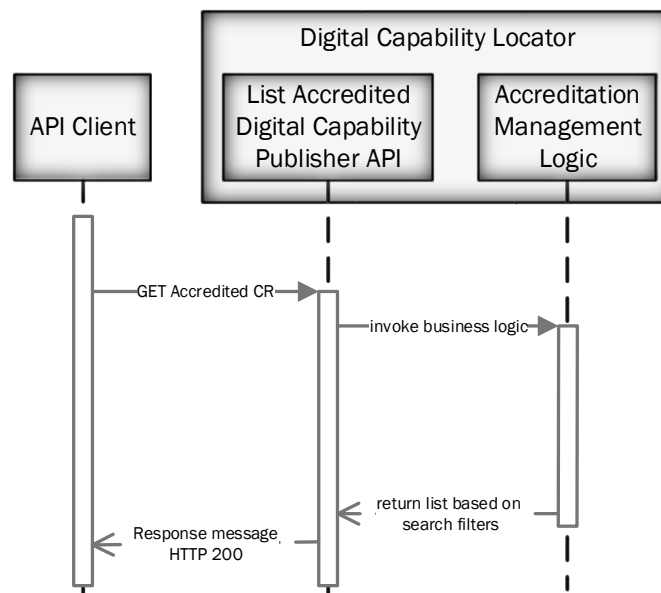 Digital Capability Locator
API Client
List Accredited
Digital Capability
Publisher API
Accreditation
Management
Logic
GET Accredited CR
invoke business logic
return list based on
search filters
Response message
HTTP 200